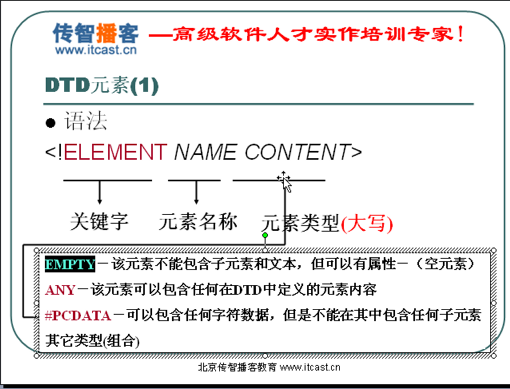 传智播客 —高级软件人才实作培训专家!
www.itcast.cn
DTD元素(1)
● 语法
<!ELEMENT NAME CONTENT>
关键字 元素名称 元素类型(大写)
EMPTY－该元素不能包含子元素和文本，但可以有属性－（空元素）
ANY－该元素可以包含任何在DTD中定义的元素内容
#PCDATA－可以包含任何字符数据，但是不能在其中包含任何子元素
其它类型(组合)
北京传智播客教育 www.itcast.cn